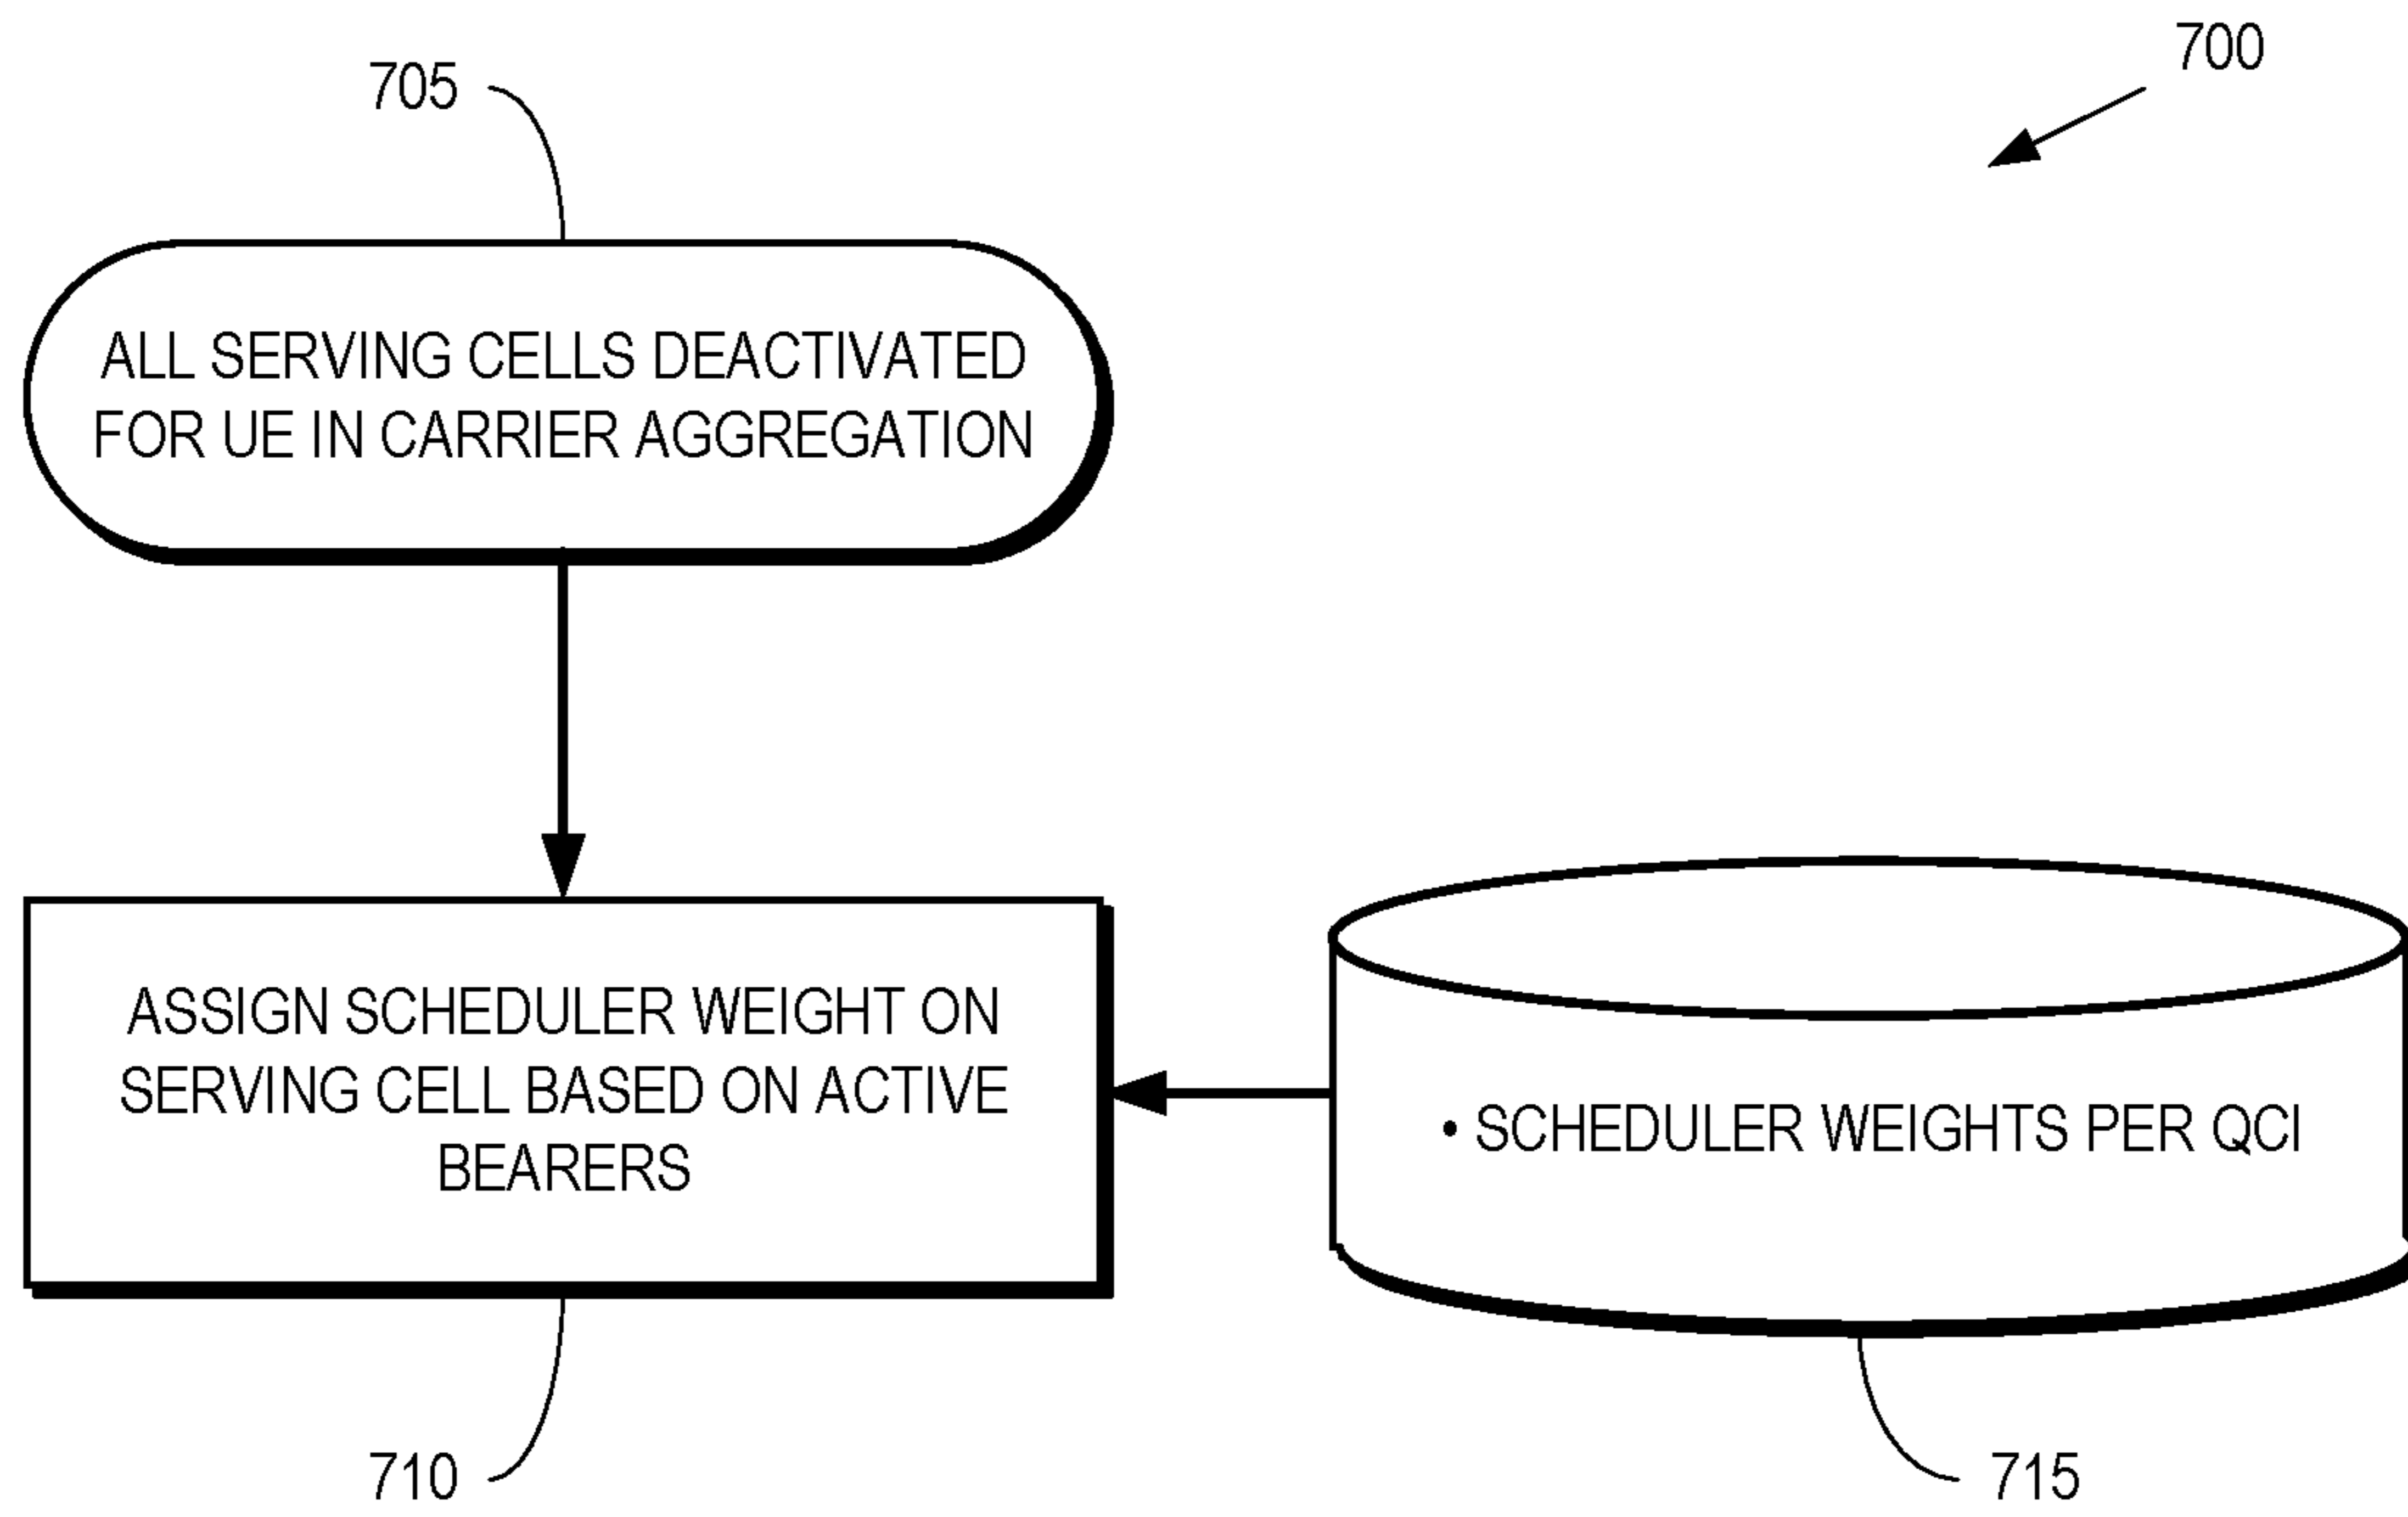 700
705
ALL SERVING CELLS DEACTIVATED
FOR UE IN CARRIER AGGREGATION
ASSIGN SCHEDULER WEIGHT ON
SERVING CELL BASED ON ACTIVE
BEARERS
• SCHEDULER WEIGHTS PER QCI
710
715